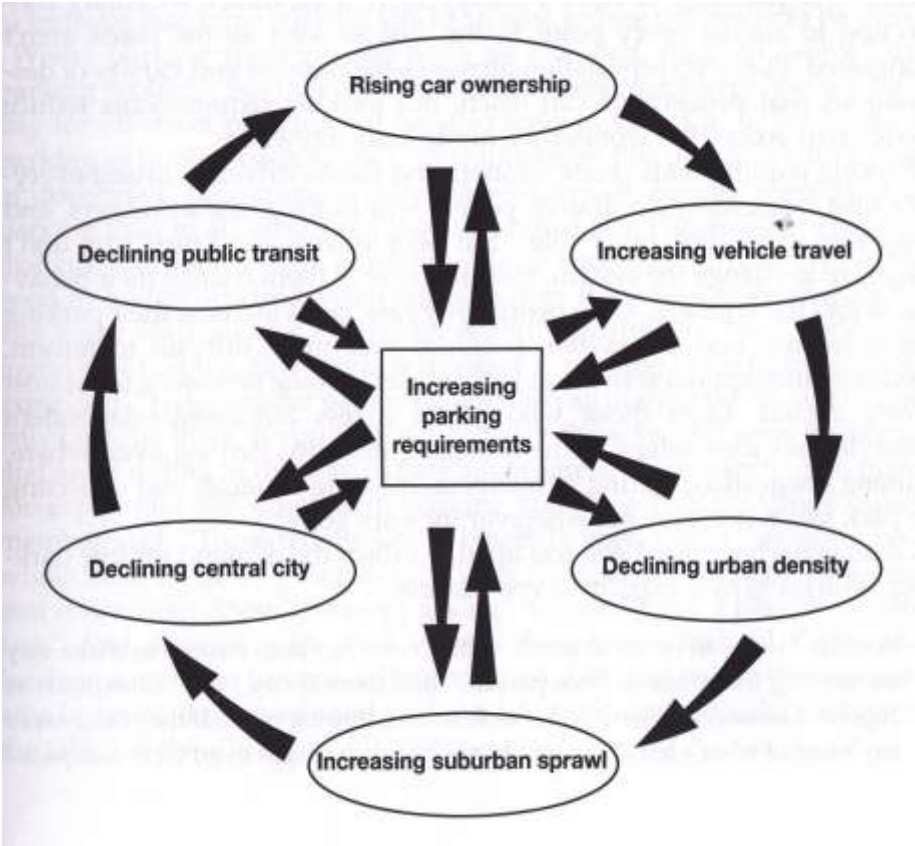 Rising car ownership
Declining public transit
Increasing vehicle travel
Increasing
parking
requirements
Declining central city
Declining urban density
Increasing suburban sprawl